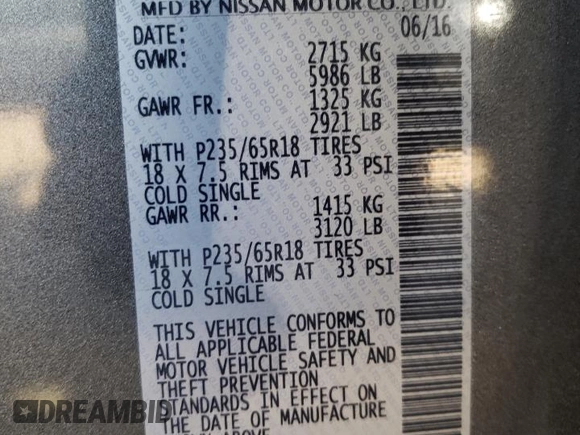 MFD BY NISSAN MOTOR CO., LTD.
DATE: 06/16
GVWR: 2715 KG
5986 LB
GAWR FR.: 1325 KG
2921 LB
WITH P235/65R18 TIRES
18 X 7.5 RIMS AT 33 PSI
COLD SINGLE
GAWR RR.: 1415 KG
3120 LB
WITH P235/65R18 TIRES
18 X 7.5 RIMS AT 33 PSI
COLD SINGLE
THIS VEHICLE CONFORMS TO
ALL APPLICABLE FEDERAL
MOTOR VEHICLE SAFETY AND
THEFT PREVENTION
STANDARDS IN EFFECT ON
THE DATE OF MANUFACTURE
ABOVE
DREAMBID